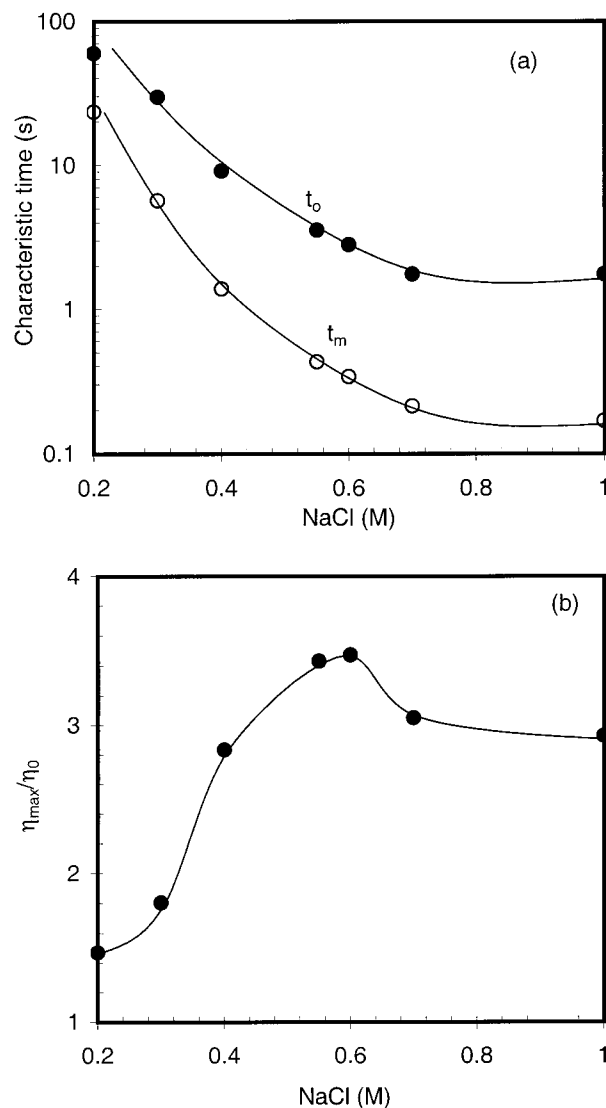 100
(a)
Characteristic time (s)
10
t_o
1
t_m
0.1
0.2 0.4 0.6 0.8 1
NaCl (M)
4
(b)
3
η_max/η_0
2
1
0.2 0.4 0.6 0.8 1
NaCl (M)